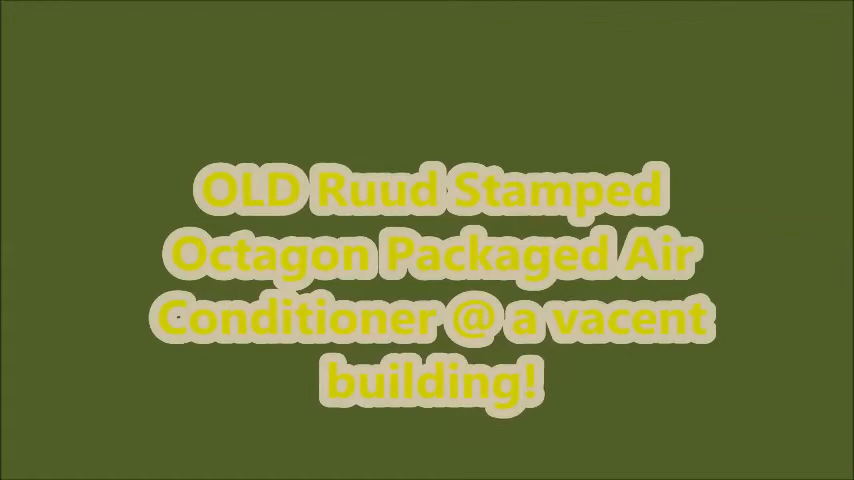 OLD Ruud Stamped
Octagon Packaged Air
Conditioner @ a vacent
building!